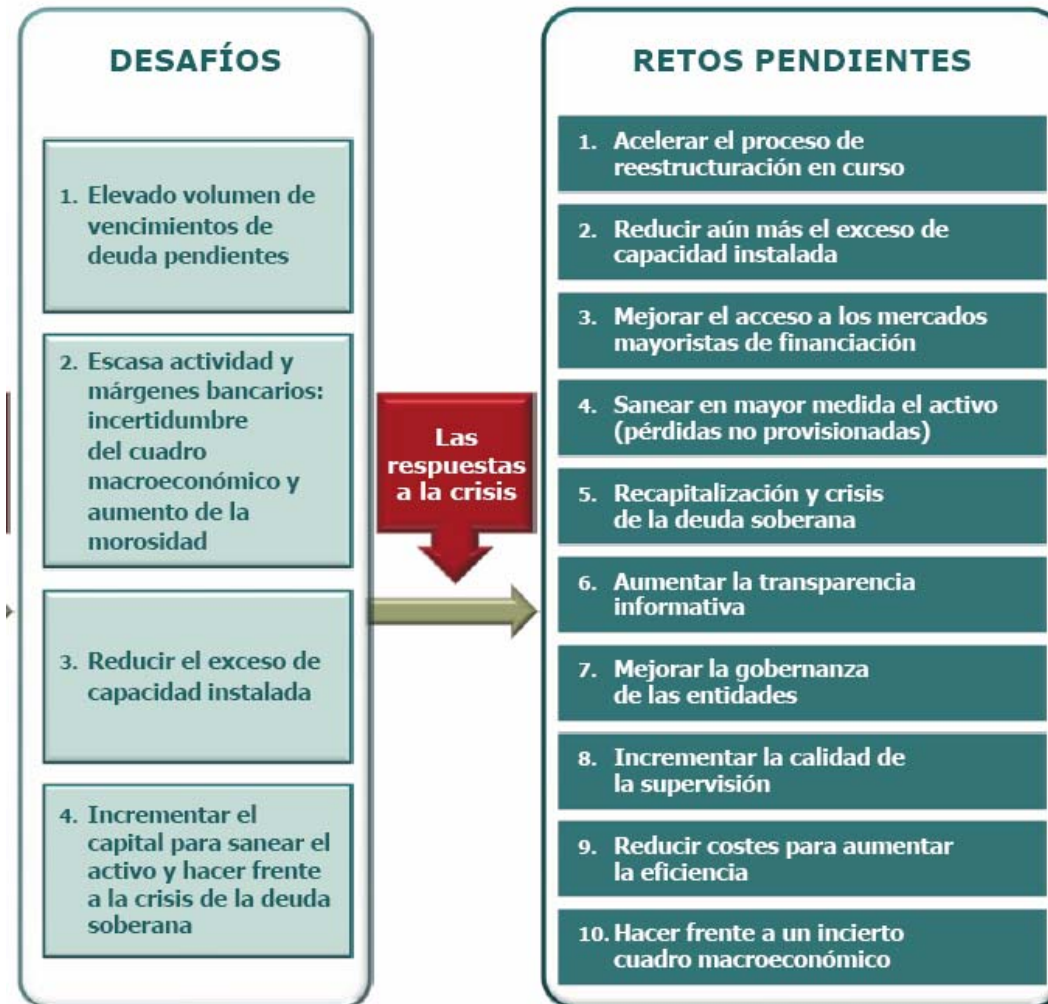 DESAFÍOS
1. Elevado volumen de
vencimientos de
deuda pendientes
2. Escasa actividad y
márgenes bancarios:
incertidumbre
del cuadro
macroeconómico y
aumento de la
morosidad
3. Reducir el exceso de
capacidad instalada
4. Incrementar el
capital para sanear el
activo y hacer frente
a la crisis de la deuda
soberana
Las
respuestas
a la crisis
RETOS PENDIENTES
1. Acelerar el proceso de
reestructuración en curso
2. Reducir aún más el exceso de
capacidad instalada
3. Mejorar el acceso a los mercados
mayoristas de financiación
4. Sanear en mayor medida el activo
(pérdidas no provisionadas)
5. Recapitalización y crisis
de la deuda soberana
6. Aumentar la transparencia
informativa
7. Mejorar la gobernanza
de las entidades
8. Incrementar la calidad de
la supervisión
9. Reducir costes para aumentar
la eficiencia
10. Hacer frente a un incierto
cuadro macroeconómico